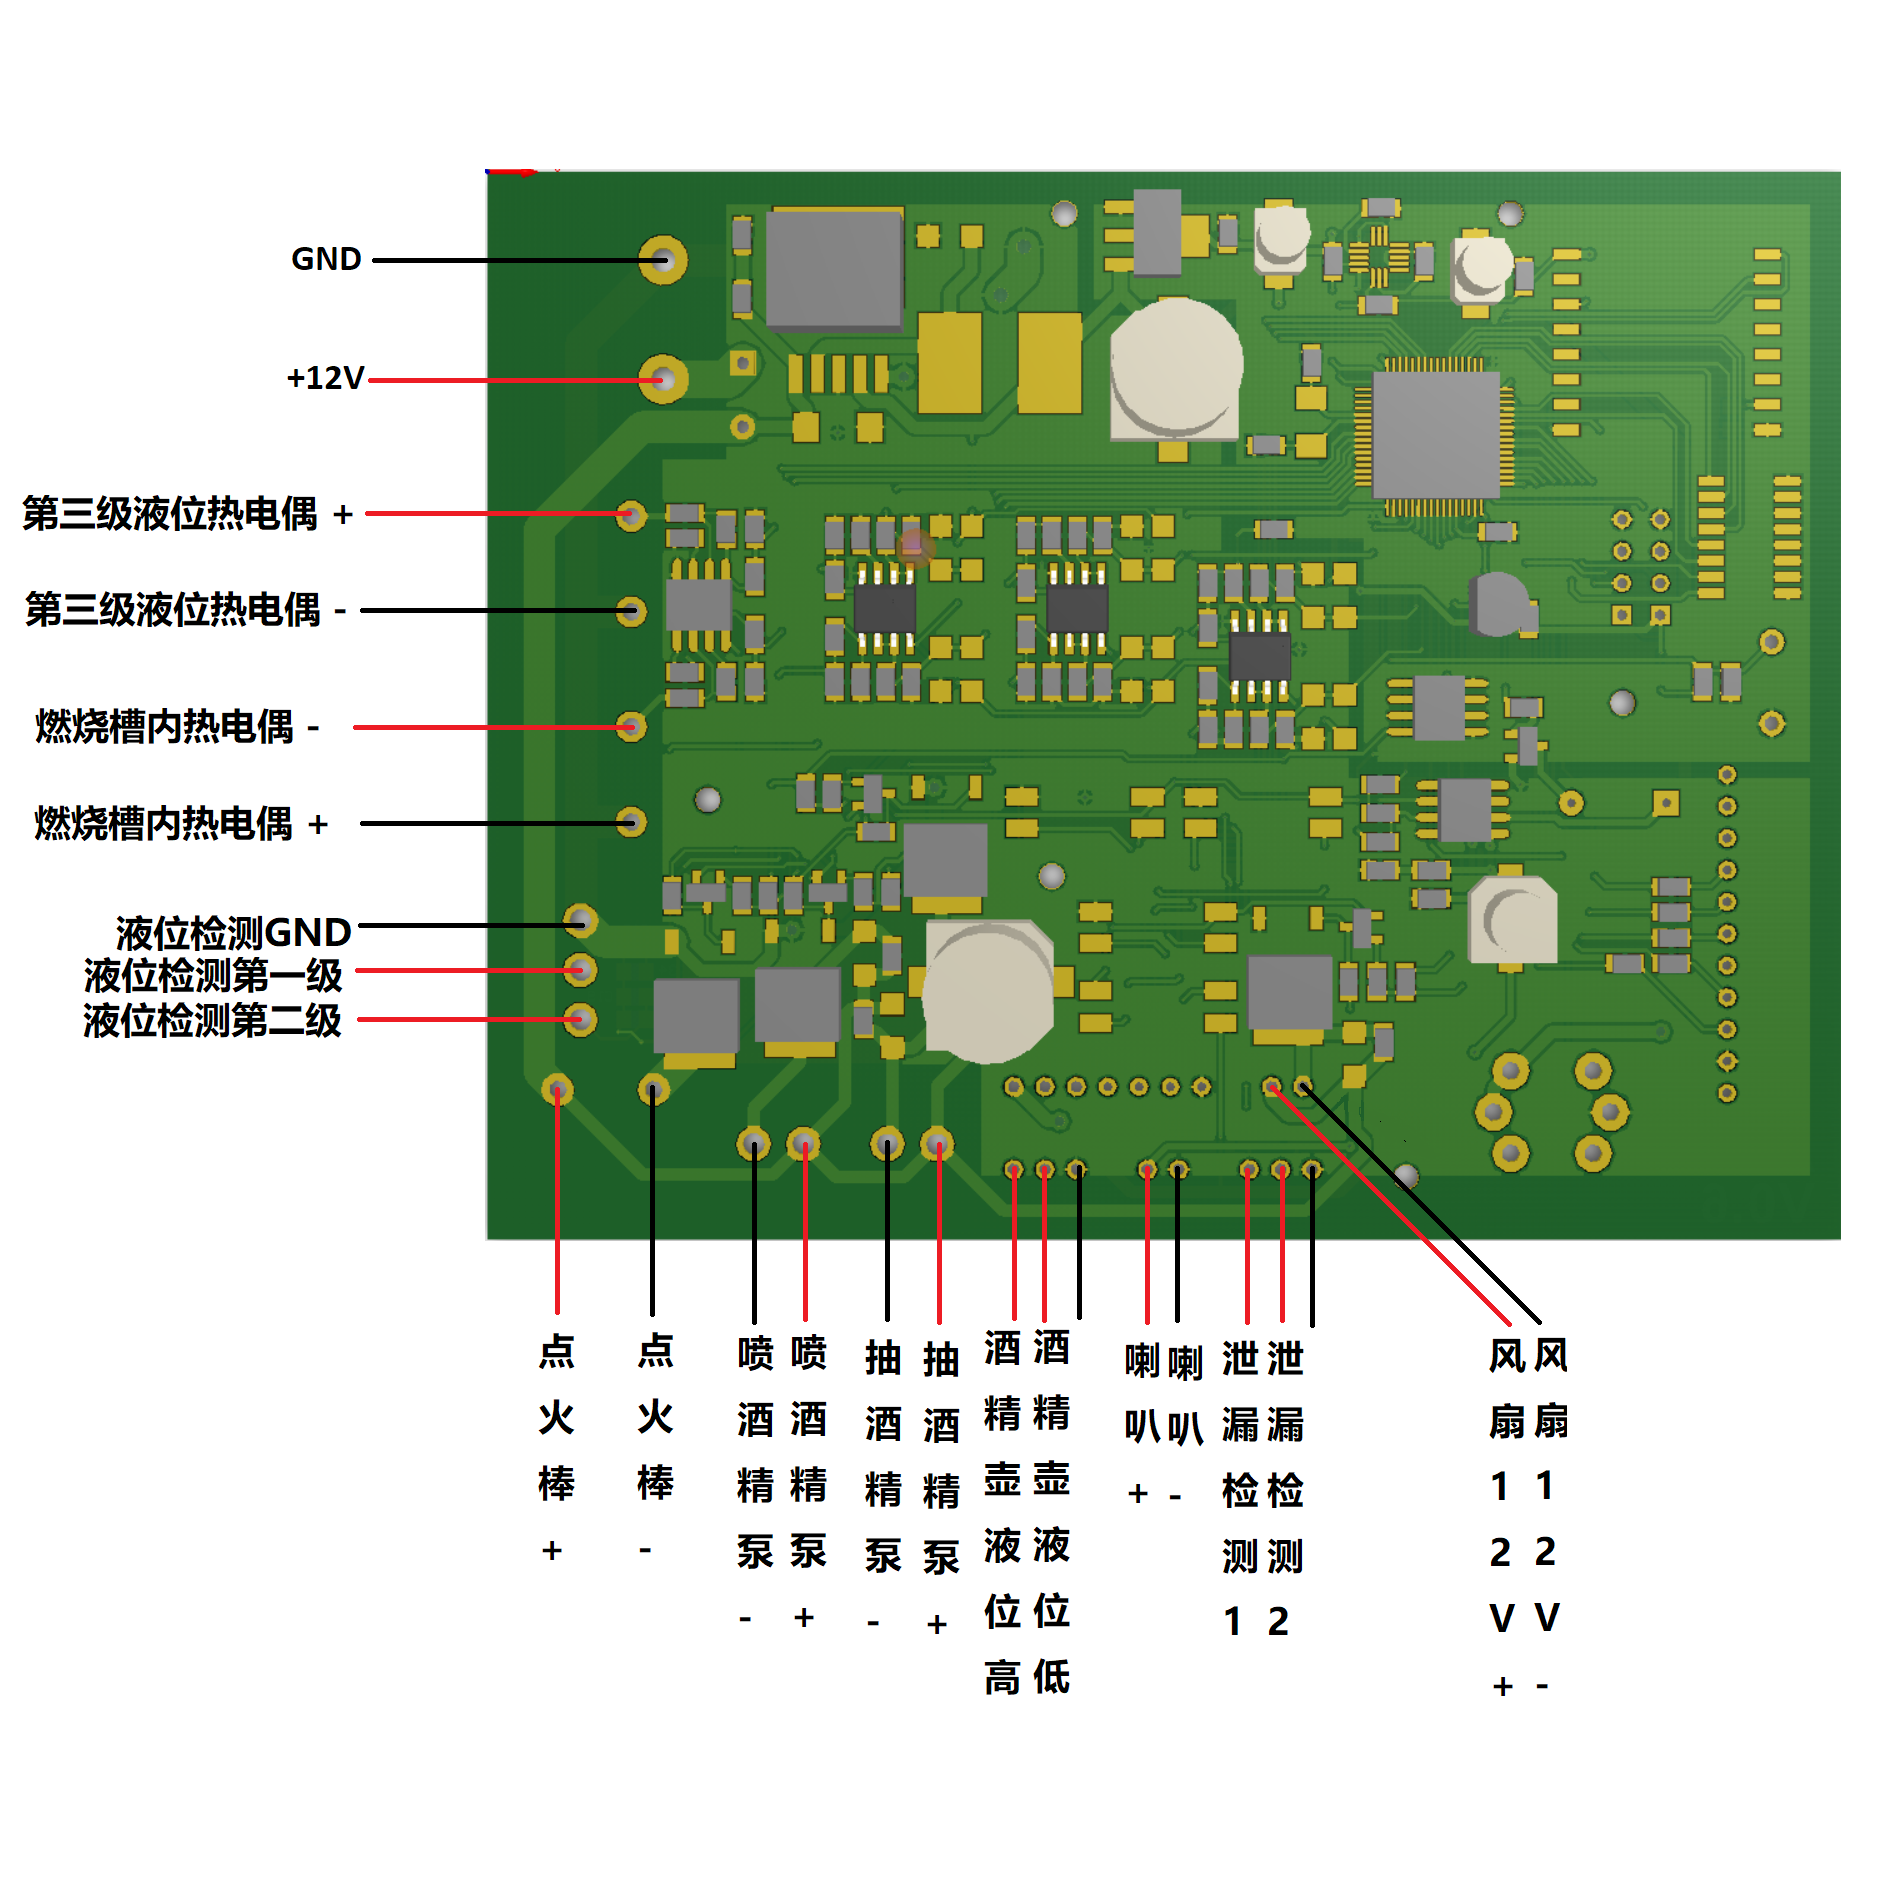 GND
+12V
第三级液位热电偶 +
第三级液位热电偶 -
燃烧槽内热电偶 -
燃烧槽内热电偶 +
液位检测GND
液位检测第一级
液位检测第二级
点火棒+
点火棒-
喷酒精泵-
喷酒精泵+
抽酒精泵-
抽酒精泵+
酒精壶液位高
酒精壶液位低
喇叭+
喇叭-
泄漏检测1
泄漏检测2
风扇12V+
风扇12V-